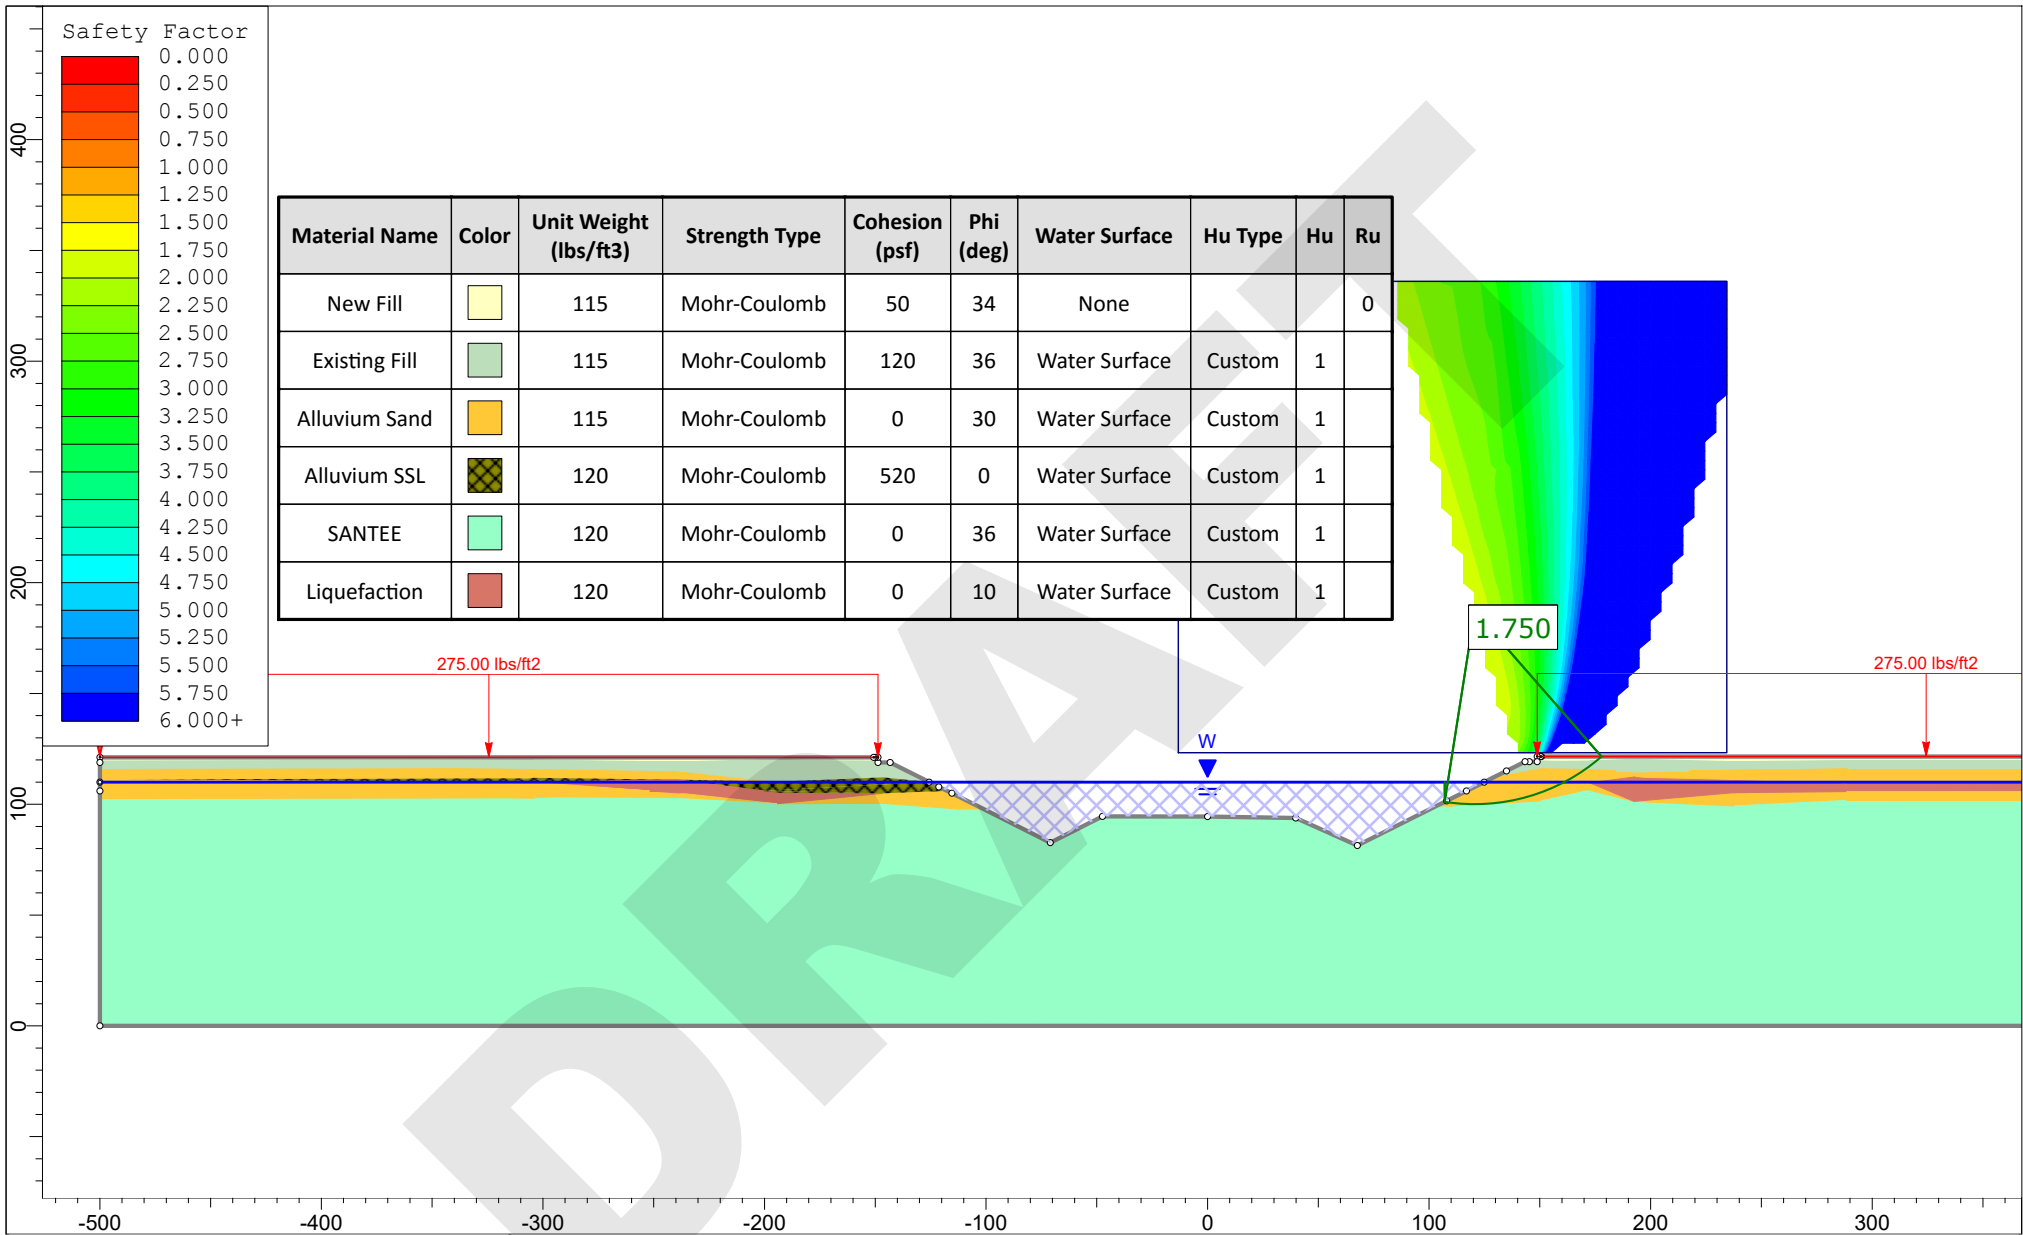 Safety Factor
0.000
0.250
0.500
0.750
1.000
1.250
1.500
1.750
2.000
2.250
2.500
2.750
3.000
3.250
3.500
3.750
4.000
4.250
4.500
4.750
5.000
5.250
5.500
5.750
6.000+
Material Name Color Unit Weight (lbs/ft3) Strength Type Cohesion (psf) Phi (deg) Water Surface Hu Type Hu Ru
New Fill 115 Mohr-Coulomb 50 34 None 0
Existing Fill 115 Mohr-Coulomb 120 36 Water Surface Custom 1
Alluvium Sand 115 Mohr-Coulomb 0 30 Water Surface Custom 1
Alluvium SSL 120 Mohr-Coulomb 520 0 Water Surface Custom 1
SANTEE 120 Mohr-Coulomb 0 36 Water Surface Custom 1
Liquefaction 120 Mohr-Coulomb 0 10 Water Surface Custom 1
1.750
275.00 lbs/ft2
275.00 lbs/ft2
W
DRAFT
400
300
200
100
0
-500 -400 -300 -200 -100 0 100 200 300